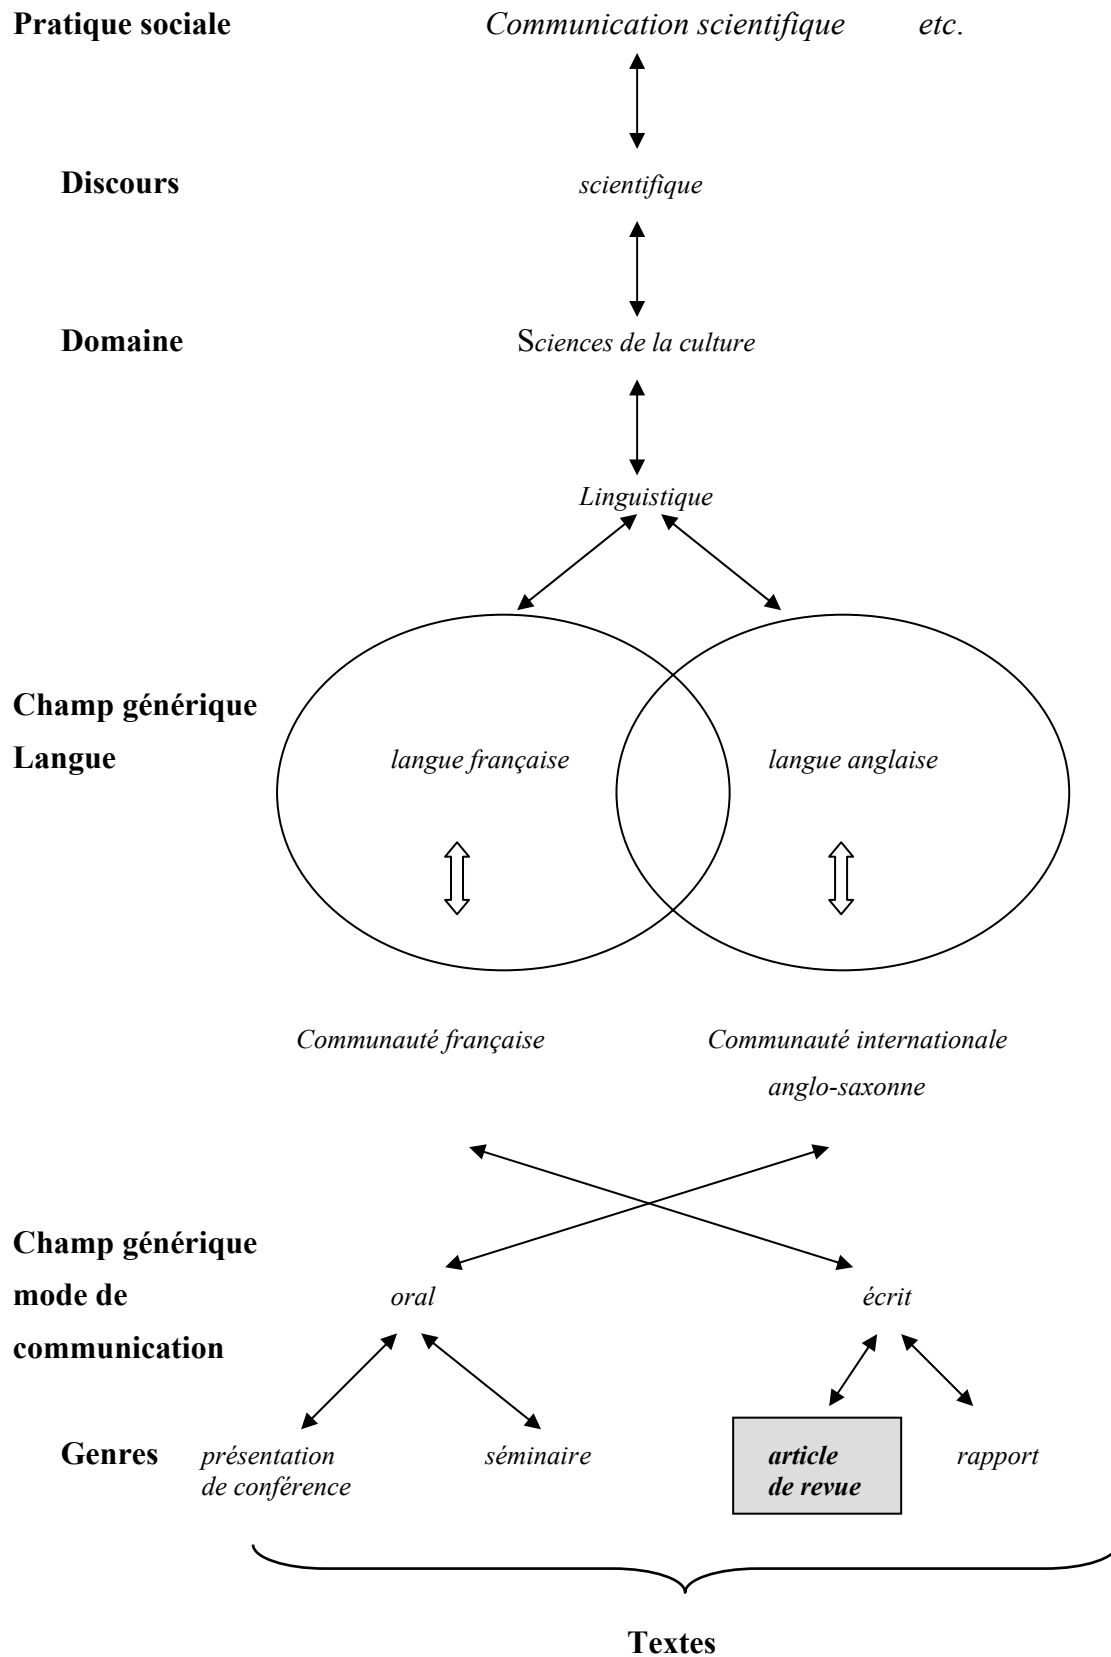 Pratique sociale Communication scientifique etc.
Discours scientifique
Domaine Sciences de la culture
Linguistique
Champ générique
Langue langue française langue anglaise
Communauté française Communauté internationale
anglo-saxonne
Champ générique
mode de oral écrit
communication
Genres présentation séminaire article rapport
de conférence de revue
Textes